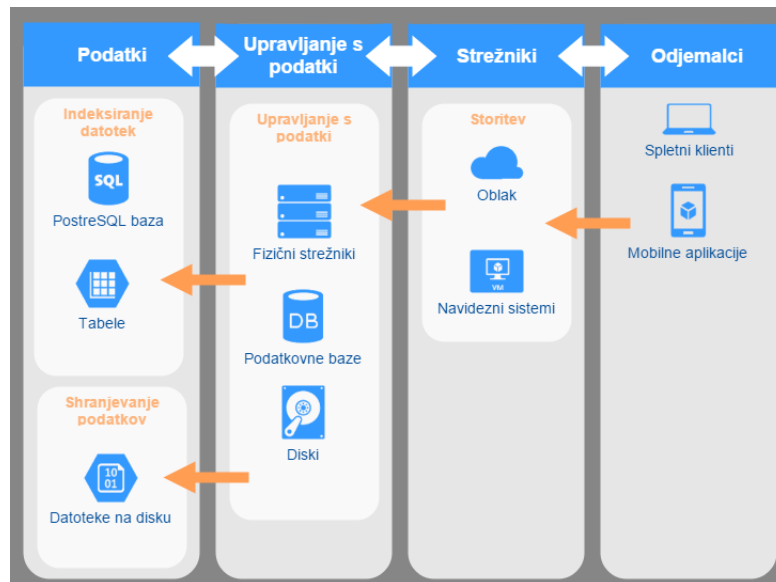 Podatki
Upravljanje s
podatki
Strežniki
Odjemalci
Indeksiranje
datotek
SQL
PostreSQL baza
Tabele
Shranjevanje
podatkov
10
01
Datoteke na disku
Upravljanje s
podatki
Fizični strežniki
DB
Podatkovne baze
Diski
Storitev
Oblak
VM
Navidezni sistemi
Spletni klienti
Mobilne aplikacije